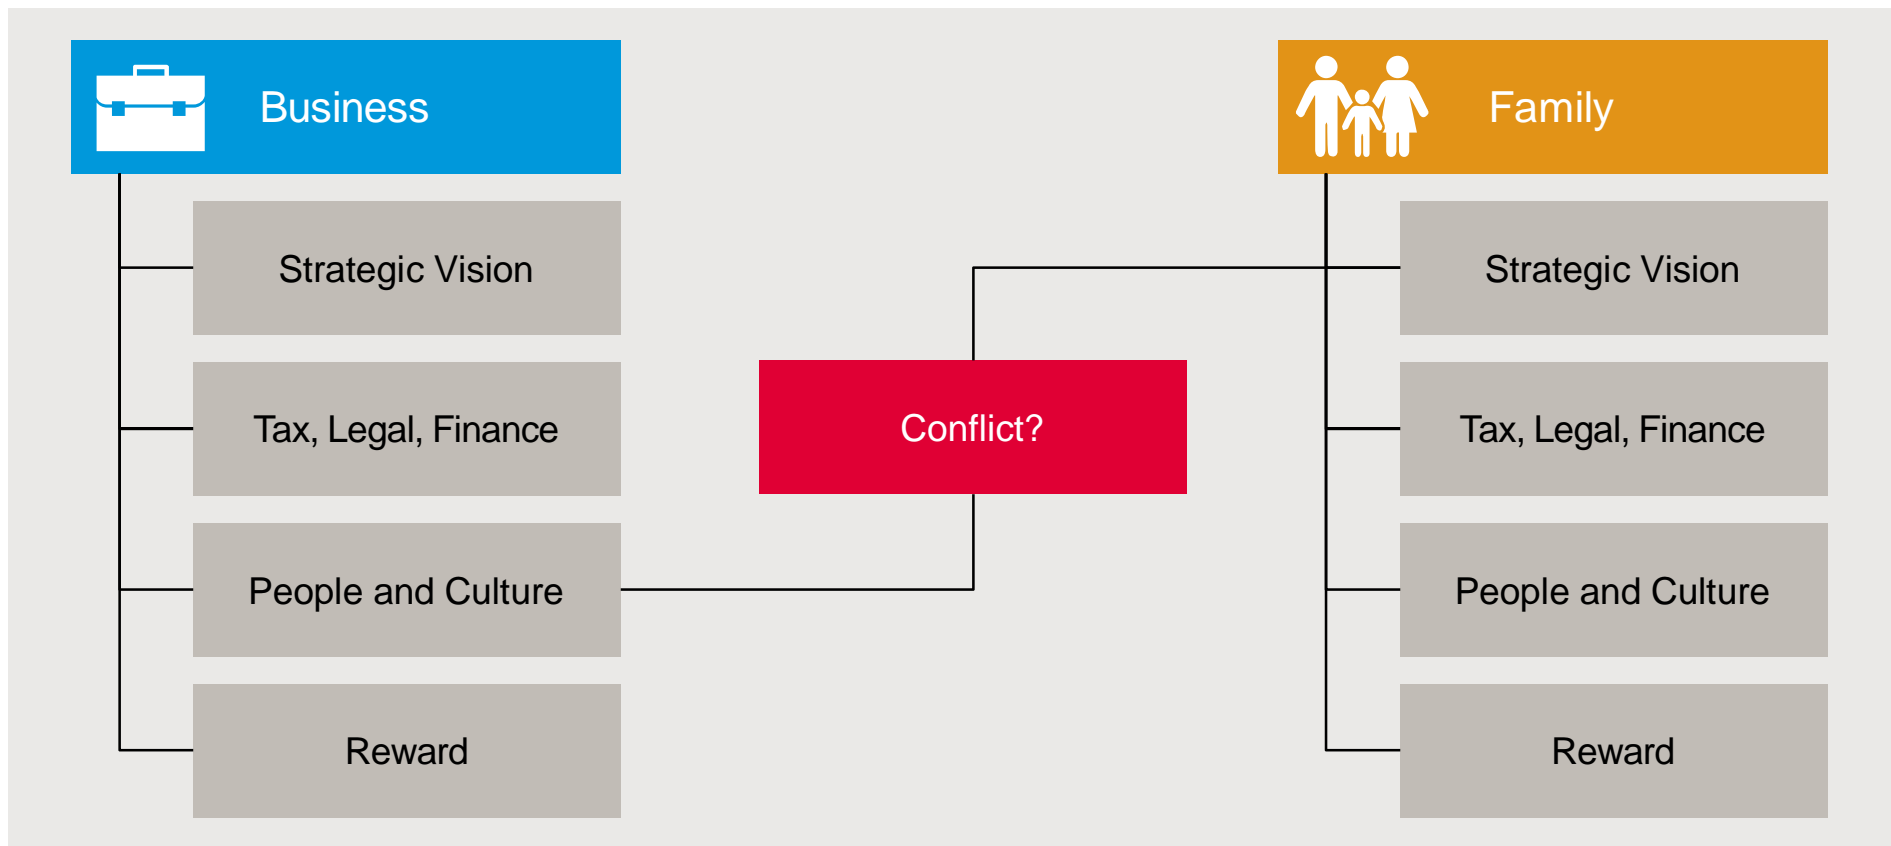 Business
Strategic Vision
Tax, Legal, Finance
People and Culture
Reward
Conflict?
Family
Strategic Vision
Tax, Legal, Finance
People and Culture
Reward